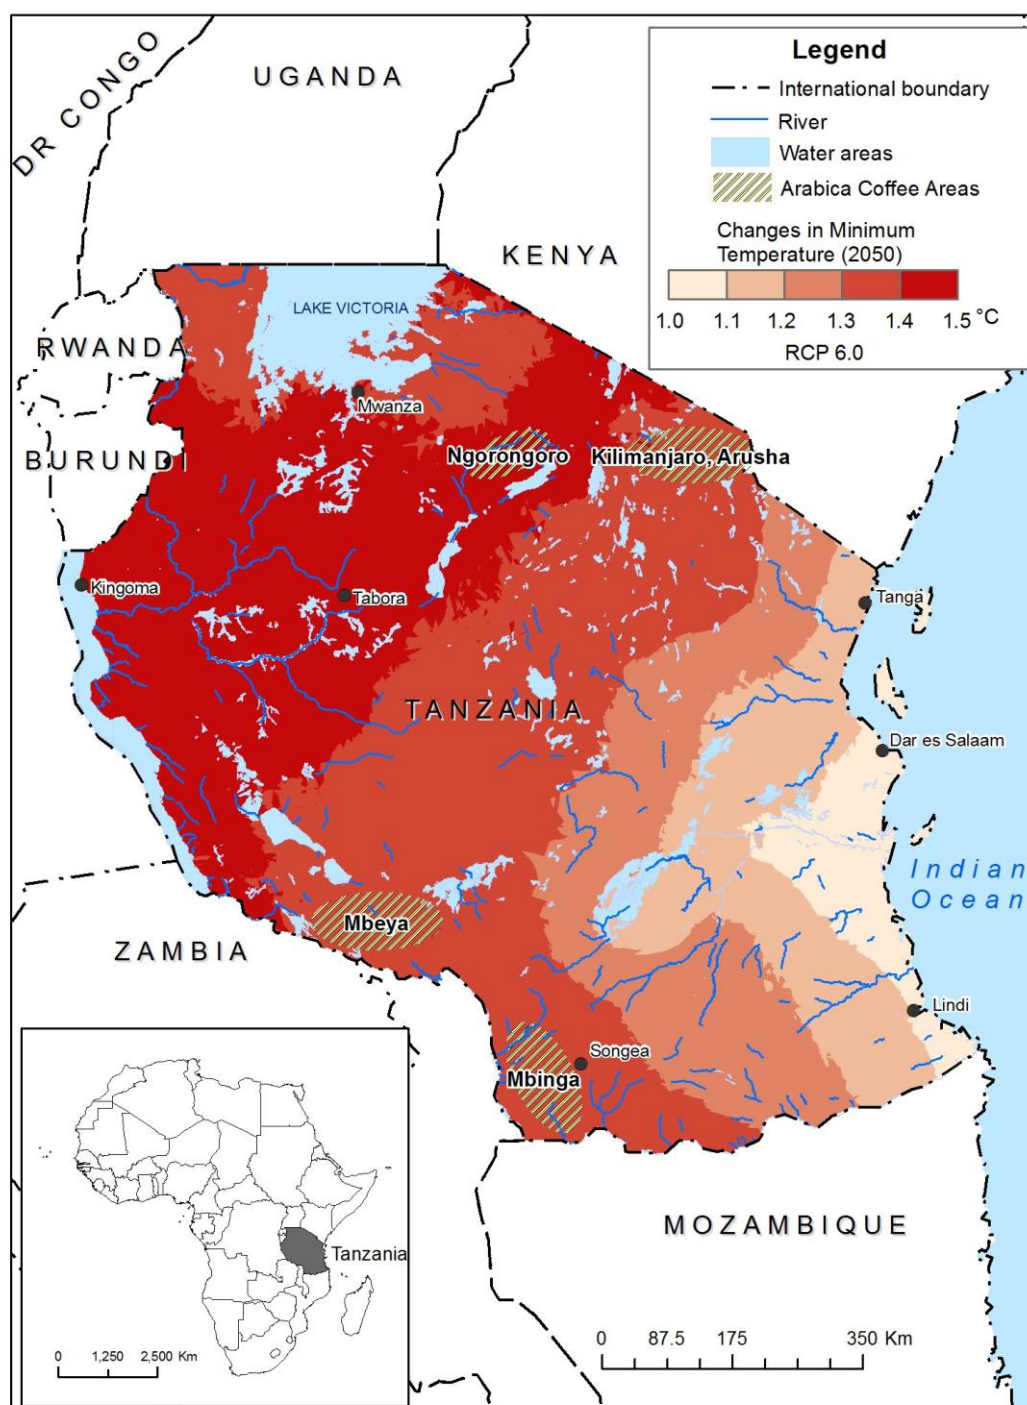 DR CONGO
UGANDA
KENYA
RWANDA
BURUNDI
LAKE VICTORIA
Mwanza
Ngorongoro
Kilimanjaro, Arusha
Kingoma
Tabora
Tanga
TANZANIA
Dar es Salaam
Indian
Ocean
Mbeya
ZAMBIA
Lindi
Songea
Mbinga
MOZAMBIQUE
Legend
International boundary
River
Water areas
Arabica Coffee Areas
Changes in Minimum
Temperature (2050)
1.0 1.1 1.2 1.3 1.4 1.5 °C
RCP 6.0
Tanzania
0 1,250 2,500 Km
0 87.5 175 350 Km